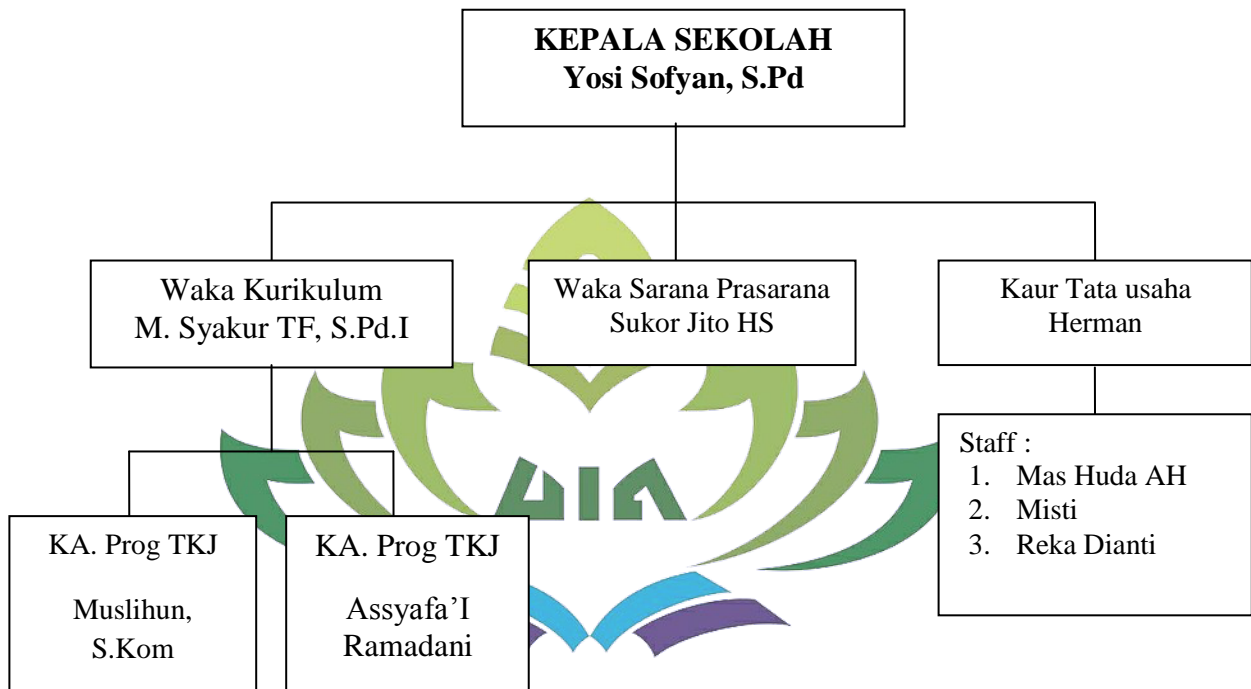 KEPALA SEKOLAH
Yosi Sofyan, S.Pd
Waka Kurikulum
M. Syakur TF, S.Pd.I
Waka Sarana Prasarana
Sukor Jito HS
Kaur Tata usaha
Herman
Staff :
1. Mas Huda AH
2. Misti
3. Reka Dianti
KA. Prog TKJ
Muslihun,
S.Kom
KA. Prog TKJ
Assyafa’I
Ramadani